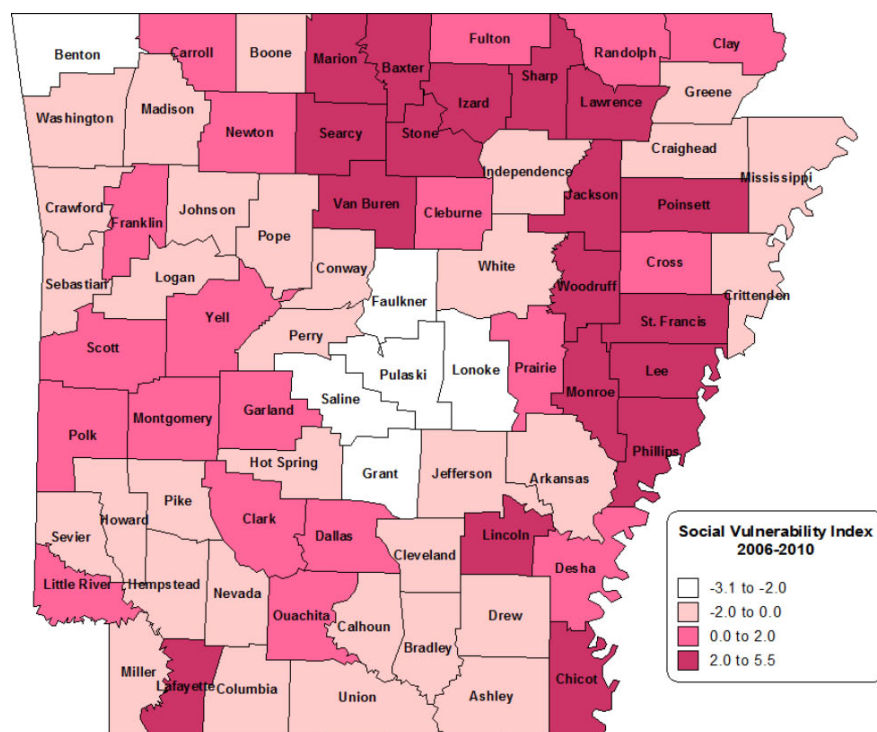 Benton
Carroll
Boone
Marion
Baxter
Fulton
Randolph
Clay
Sharp
Izard
Lawrence
Greene
Madison
Washington
Newton
Searcy
Stone
Independence
Craighead
Mississippi
Crawford
Franklin
Johnson
Pope
Van Buren
Cleburne
Jackson
Poinsett
Sebastian
Logan
Conway
White
Woodruff
Cross
Crittenden
Faulkner
Yell
Perry
St. Francis
Scott
Pulaski
Lonoke
Prairie
Monroe
Lee
Saline
Polk
Montgomery
Garland
Phillips
Hot Spring
Grant
Jefferson
Arkansas
Sevier
Howard
Pike
Clark
Dallas
Cleveland
Lincoln
Desha
Little River
Hempstead
Nevada
Ouachita
Calhoun
Bradley
Drew
Miller
Lafayette
Columbia
Union
Ashley
Chicot
Social Vulnerability Index
2006-2010
-3.1 to -2.0
-2.0 to 0.0
0.0 to 2.0
2.0 to 5.5